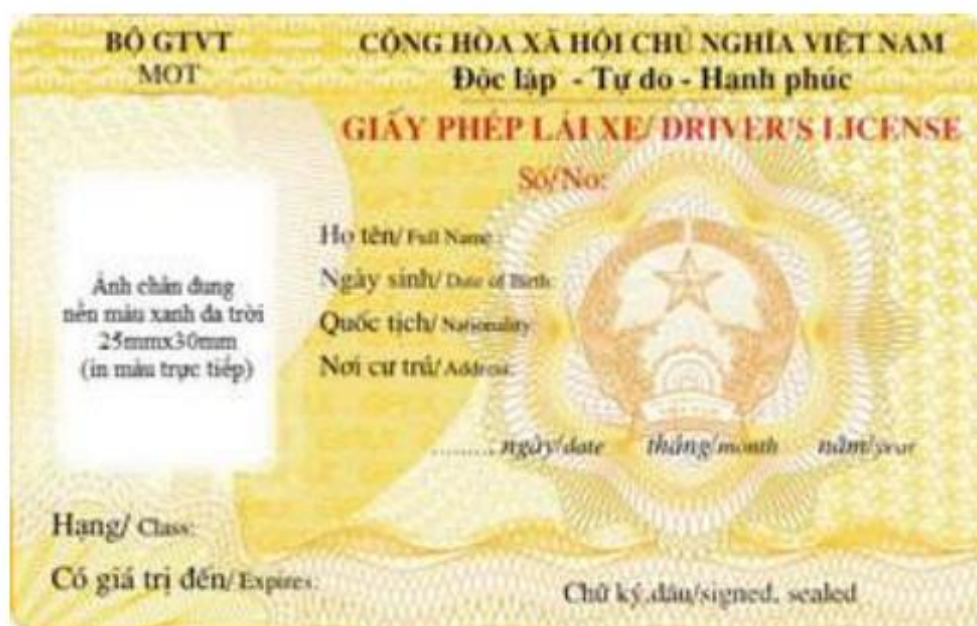 BỘ GTVT
MOT
CỘNG HÒA XÃ HỘI CHỦ NGHĨA VIỆT NAM
Độc lập - Tự do - Hạnh phúc
GIẤY PHÉP LÁI XE/ DRIVER'S LICENSE
Số/No:
Họ tên/ Full Name:
Ngày sinh/ Date of Birth:
Quốc tịch/ Nationality:
Nơi cư trú/ Address:
Ảnh chân dung
nền màu xanh da trời
25mmx30mm
(in màu trực tiếp)
......... ngày/date tháng/month năm/year
Hạng/ Class:
Có giá trị đến/ Expires:
Chữ ký,dấu/signed, sealed